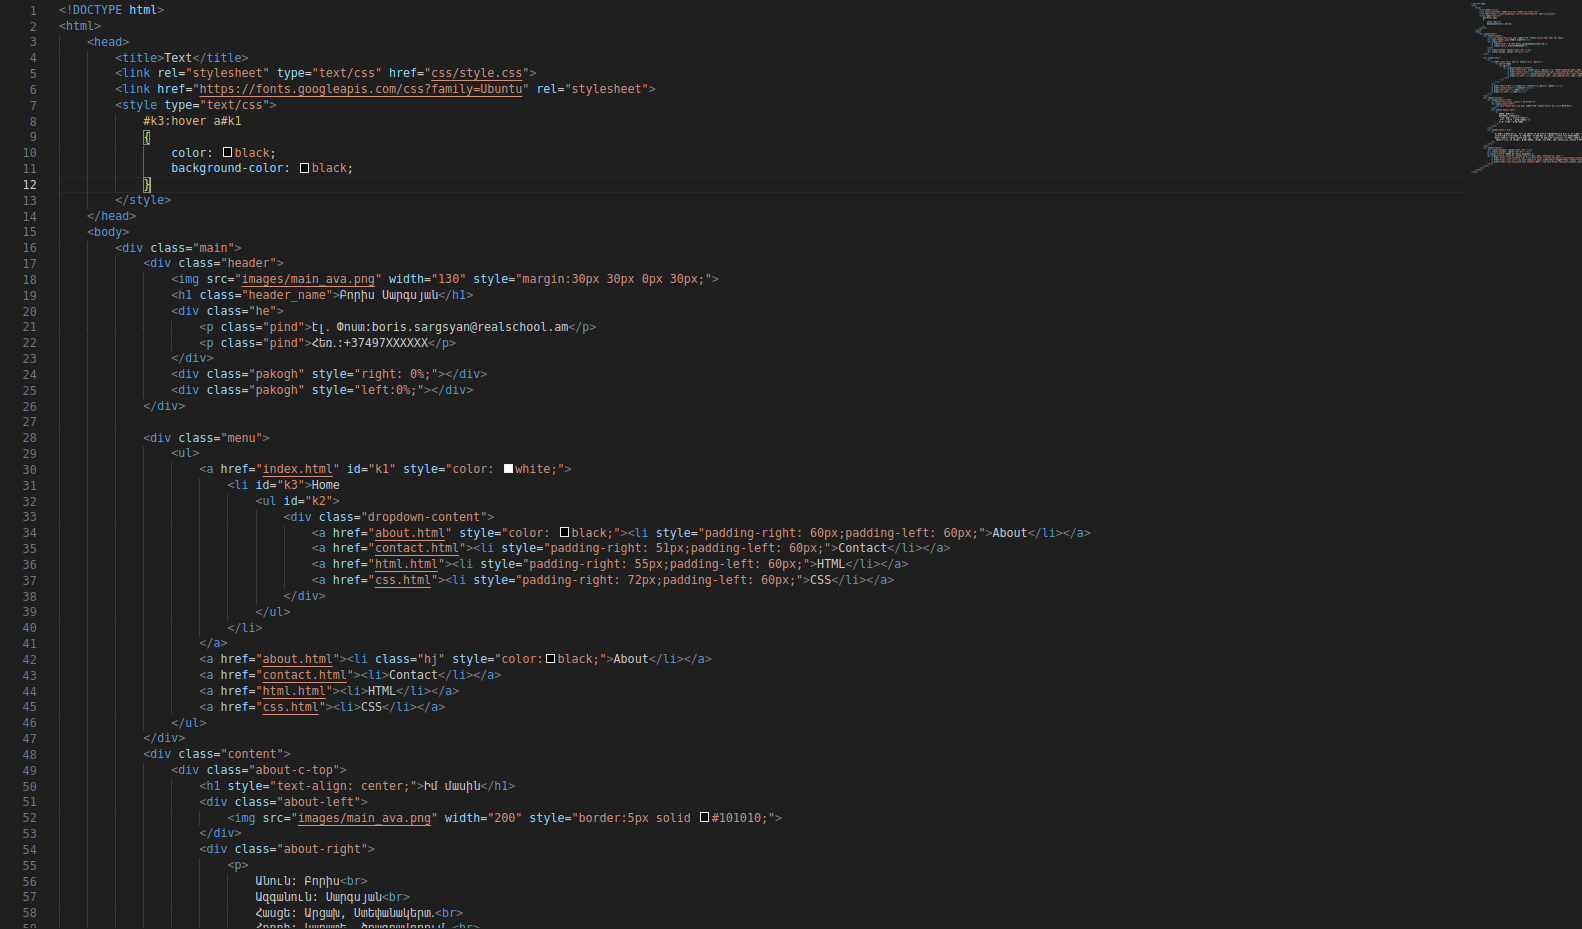 1 <!DOCTYPE html>
2 <html>
3 <head>
4 <title>Text</title>
5 <link rel="stylesheet" type="text/css" href="css/style.css">
6 <link href="https://fonts.googleapis.com/css?family=Ubuntu" rel="stylesheet">
7 <style type="text/css">
8 #k3:hover a#k1
9 {
10 color: black;
11 background-color: black;
12 }
13 </style>
14 </head>
15 <body>
16 <div class="main">
17 <div class="header">
18 <img src="images/main_ava.png" width="130" style="margin:30px 30px 0px 30px;">
19 <h1 class="header_name">Բորիս Սարգսյան</h1>
20 <div class="he">
21 <p class="pind">Էլ. Փոստ:boris.sargsyan@realschool.am</p>
22 <p class="pind">Հեռ.:+37497XXXXXX</p>
23 </div>
24 <div class="pakogh" style="right: 0%;"></div>
25 <div class="pakogh" style="left:0%;"></div>
26 </div>
27
28 <div class="menu">
29 <ul>
30 <a href="index.html" id="k1" style="color: white;">
31 <li id="k3">Home
32 <ul id="k2">
33 <div class="dropdown-content">
34 <a href="about.html" style="color: black;"><li style="padding-right: 60px;padding-left: 60px;">About</li></a>
35 <a href="contact.html"><li style="padding-right: 51px;padding-left: 60px;">Contact</li></a>
36 <a href="html.html"><li style="padding-right: 55px;padding-left: 60px;">HTML</li></a>
37 <a href="css.html"><li style="padding-right: 72px;padding-left: 60px;">CSS</li></a>
38 </div>
39 </ul>
40 </li>
41 </a>
42 <a href="about.html"><li class="hj" style="color:black;">About</li></a>
43 <a href="contact.html"><li>Contact</li></a>
44 <a href="html.html"><li>HTML</li></a>
45 <a href="css.html"><li>CSS</li></a>
46 </ul>
47 </div>
48 <div class="content">
49 <div class="about-c-top">
50 <h1 style="text-align: center;">Իմ մասին</h1>
51 <div class="about-left">
52 <img src="images/main_ava.png" width="200" style="border:5px solid #101010;">
53 </div>
54 <div class="about-right">
55 <p>
56 Անուն: Բորիս<br>
57 Ազգանուն: Սարգսյան<br>
58 Հասցե: Արցախ, Ստեփանակերտ.<br>